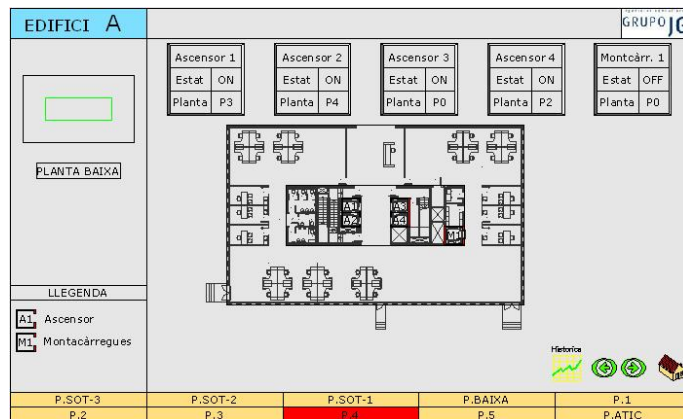 EDIFICI A
GRUPO JG
Ascensor 1
Estat ON
Planta P3
Ascensor 2
Estat ON
Planta P4
Ascensor 3
Estat ON
Planta P0
Ascensor 4
Estat ON
Planta P2
Montcàrr. 1
Estat OFF
Planta P0
PLANTA BAIXA
A1 A3
A2 A4
M1
LLEGENDA
A1 Ascensor
M1 Montacàrregues
Historics
P.SOT-3 P.SOT-2 P.SOT-1 P.BAIXA P.1
P.2 P.3 P.4 P.5 P.ATIC